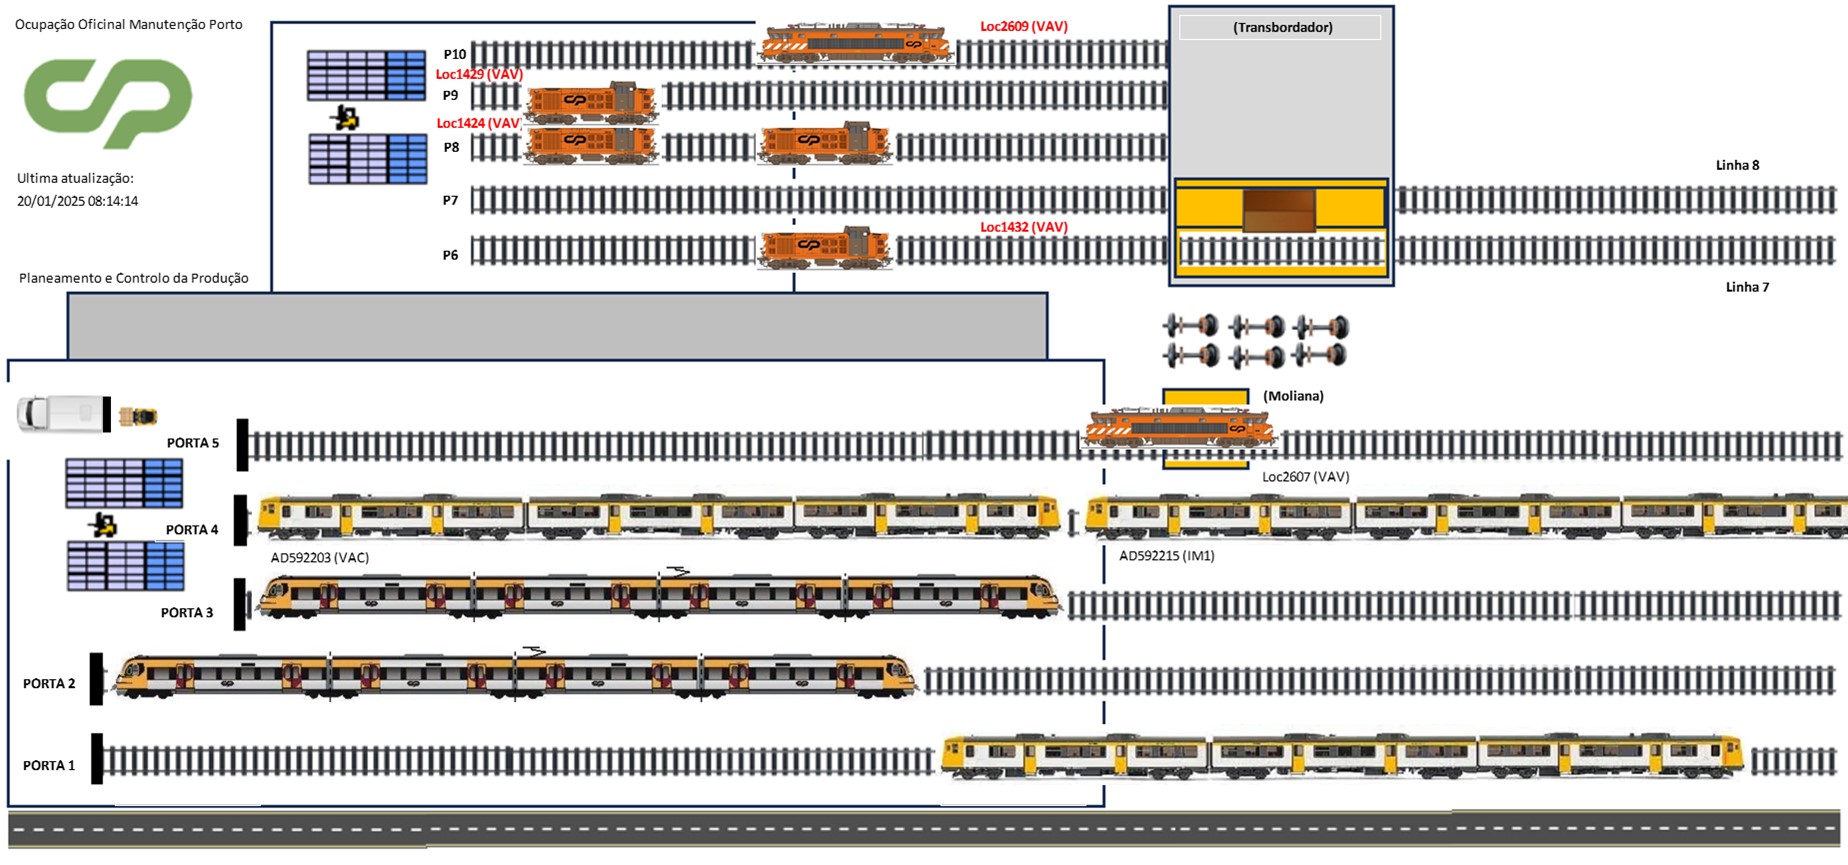 Ocupação Oficinal Manutenção Porto
Loc2609 (VAV)
(Transbordador)
P10
Loc1429 (VAV)
P9
Loc1424 (VAV)
P8
Linha 8
Ultima atualização:
20/01/2025 08:14:14
P7
Loc1432 (VAV)
P6
Planeamento e Controlo da Produção
Linha 7
(Moliana)
PORTA 5
Loc2607 (VAV)
PORTA 4
AD592203 (VAC)
AD592215 (IM1)
PORTA 3
PORTA 2
PORTA 1